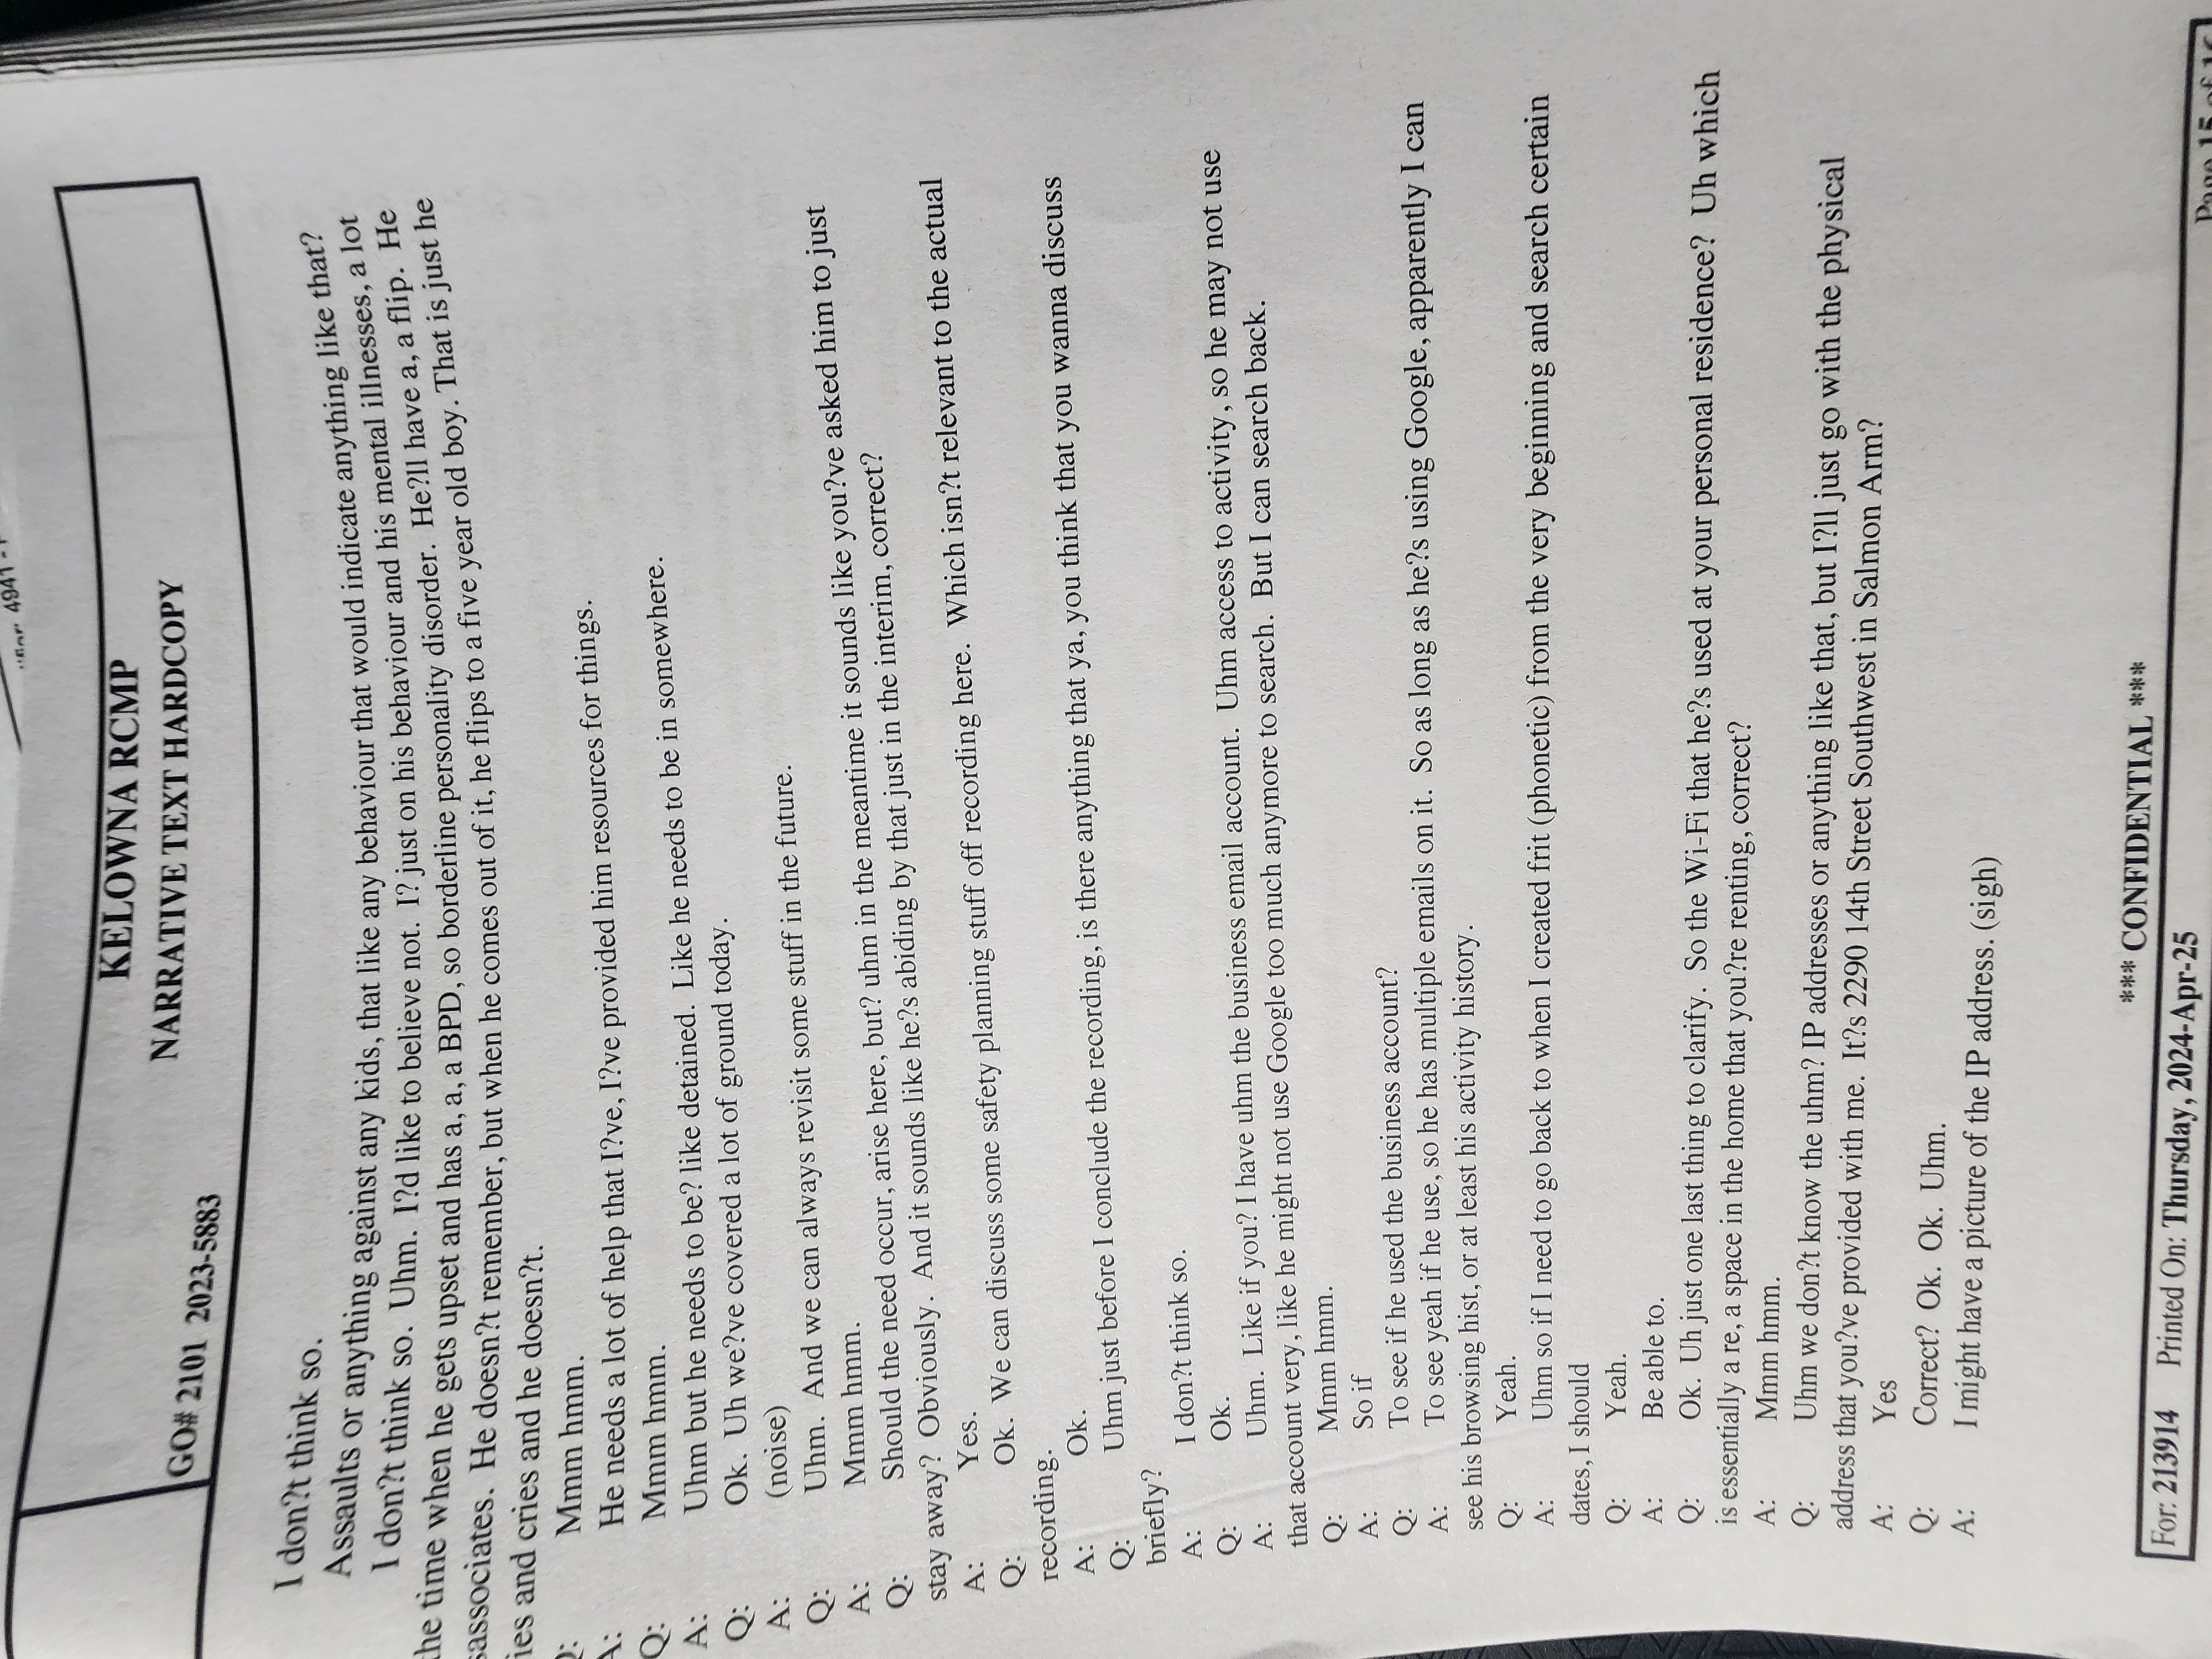 4941 -
KELOWNA RCMP
NARRATIVE TEXT HARDCOPY
GO# 2101 2023-5883
I don?t think so.
Assaults or anything against any kids, that like any behaviour that would indicate anything like that?
I don?t think so. Uhm. I?d like to believe not. I? just on his behaviour and his mental illnesses, a lot
the time when he gets upset and has a, a, a BPD, so borderline personality disorder. He?ll have a, a flip. He
sassociates. He doesn?t remember, but when he comes out of it, he flips to a five year old boy. That is just he
ies and cries and he doesn?t.
Q: Mmm hmm.
A: He needs a lot of help that I?ve, I?ve provided him resources for things.
Q: Mmm hmm.
A: Uhm but he needs to be? like detained. Like he needs to be in somewhere.
Q: Ok. Uh we?ve covered a lot of ground today.
A: (noise)
Q: Uhm. And we can always revisit some stuff in the future.
A: Mmm hmm.
Q: Should the need occur, arise here, but? uhm in the meantime it sounds like you?ve asked him to just
stay away? Obviously. And it sounds like he?s abiding by that just in the interim, correct?
A: Yes.
Q: Ok. We can discuss some safety planning stuff off recording here. Which isn?t relevant to the actual
recording.
A: Ok.
Q: Uhm just before I conclude the recording, is there anything that ya, you think that you wanna discuss
briefly?
A: I don?t think so.
Q: Ok.
A: Uhm. Like if you? I have uhm the business email account. Uhm access to activity, so he may not use
that account very, like he might not use Google too much anymore to search. But I can search back.
Q: Mmm hmm.
A: So if
Q: To see if he used the business account?
A: To see yeah if he use, so he has multiple emails on it. So as long as he?s using Google, apparently I can
see his browsing hist, or at least his activity history.
Q: Yeah.
A: Uhm so if I need to go back to when I created frit (phonetic) from the very beginning and search certain
dates, I should
Q: Yeah.
A: Be able to.
Q: Ok. Uh just one last thing to clarify. So the Wi-Fi that he?s used at your personal residence? Uh which
is essentially a re, a space in the home that you?re renting, correct?
A: Mmm hmm.
Q: Uhm we don?t know the uhm? IP addresses or anything like that, but I?ll just go with the physical
address that you?ve provided with me. It?s 2290 14th Street Southwest in Salmon Arm?
A: Yes
Q: Correct? Ok. Ok. Uhm.
A: I might have a picture of the IP address. (sigh)
*** CONFIDENTIAL ***
For: 213914 Printed On: Thursday, 2024-Apr-25
Page 15 of 16